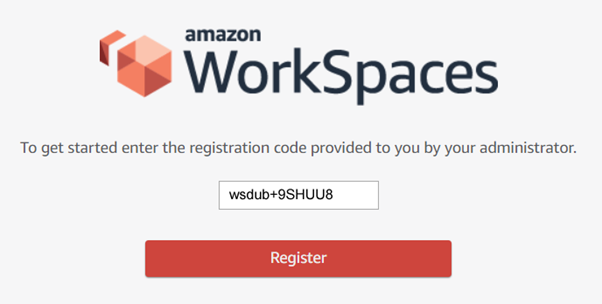 amazon
WorkSpaces
To get started enter the registration code provided to you by your administrator.
wsdub+9SHUU8
Register